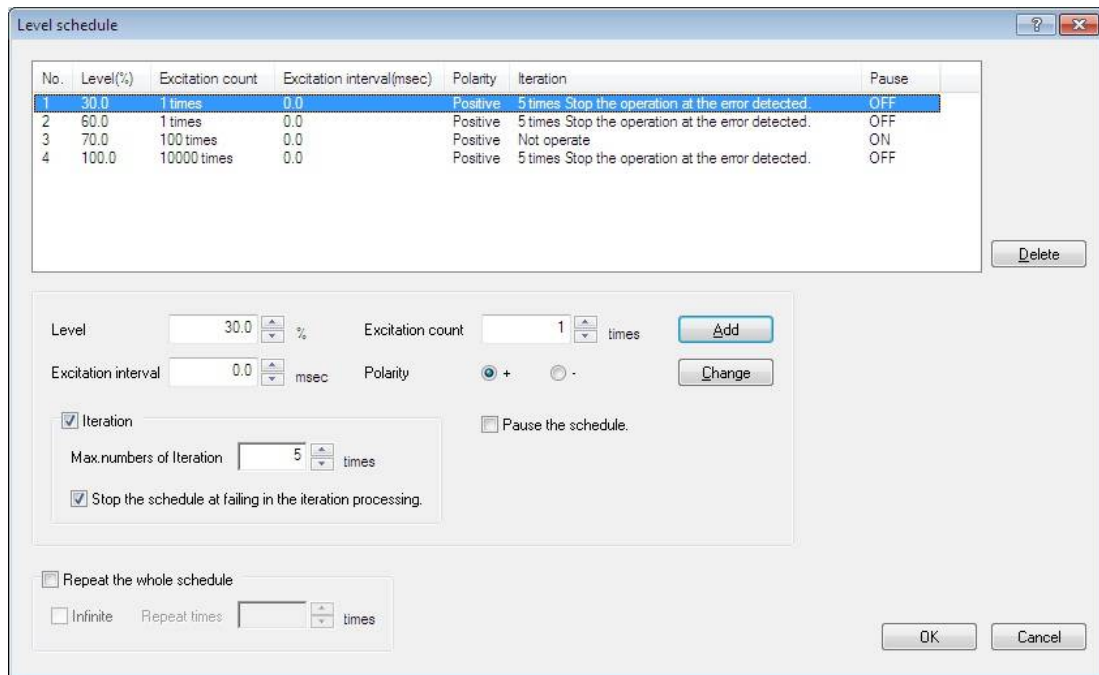 Level schedule
No. Level(%) Excitation count Excitation interval(msec) Polarity Iteration Pause
1 30.0 1 times 0.0 Positive 5 times Stop the operation at the error detected. OFF
2 60.0 1 times 0.0 Positive 5 times Stop the operation at the error detected. OFF
3 70.0 100 times 0.0 Positive Not operate ON
4 100.0 10000 times 0.0 Positive 5 times Stop the operation at the error detected. OFF
Delete
Level 30.0 % Excitation count 1 times Add
Excitation interval 0.0 msec Polarity + - Change
Iteration Pause the schedule.
Max.numbers of Iteration 5 times
Stop the schedule at failing in the iteration processing.
Repeat the whole schedule
Infinite Repeat times times
OK Cancel